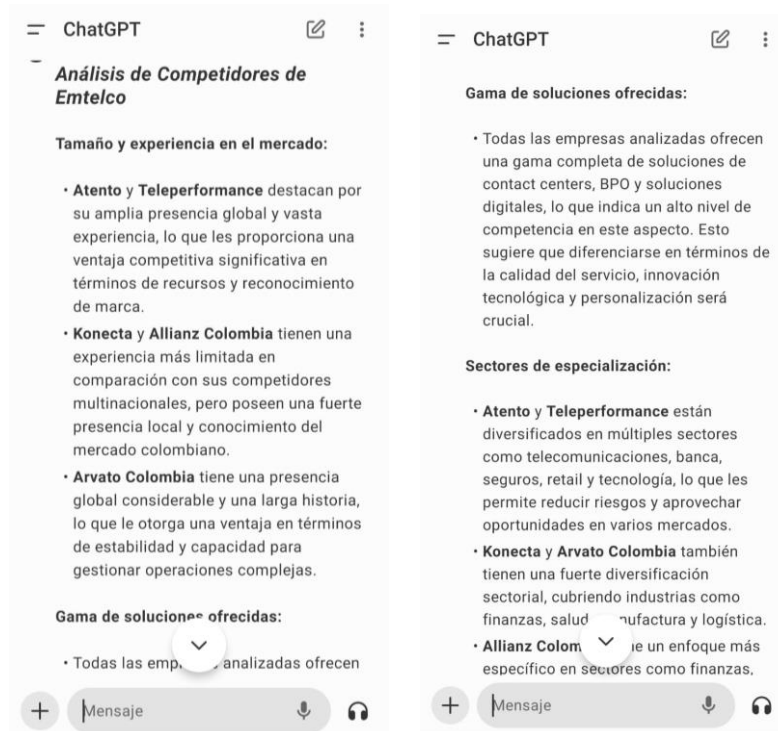 ChatGPT
Análisis de Competidores de
Emtelco
Tamaño y experiencia en el mercado:
• Atento y Teleperformance destacan por
su amplia presencia global y vasta
experiencia, lo que les proporciona una
ventaja competitiva significativa en
términos de recursos y reconocimiento
de marca.
• Konecta y Allianz Colombia tienen una
experiencia más limitada en
comparación con sus competidores
multinacionales, pero poseen una fuerte
presencia local y conocimiento del
mercado colombiano.
• Arvato Colombia tiene una presencia
global considerable y una larga historia,
lo que le otorga una ventaja en términos
de estabilidad y capacidad para
gestionar operaciones complejas.
Gama de soluciones ofrecidas:
• Todas las analizadas ofrecen
Mensaje
ChatGPT
Gama de soluciones ofrecidas:
• Todas las empresas analizadas ofrecen
una gama completa de soluciones de
contact centers, BPO y soluciones
digitales, lo que indica un alto nivel de
competencia en este aspecto. Esto
sugiere que diferenciarse en términos de
la calidad del servicio, innovación
tecnológica y personalización será
crucial.
Sectores de especialización:
• Atento y Teleperformance están
diversificados en múltiples sectores
como telecomunicaciones, banca,
seguros, retail y tecnología, lo que les
permite reducir riesgos y aprovechar
oportunidades en varios mercados.
• Konecta y Arvato Colombia también
tienen una fuerte diversificación
sectorial, cubriendo industrias como
finanzas, salud y logística.
• Allianz un enfoque más
específico en sectores como finanzas,
Mensaje